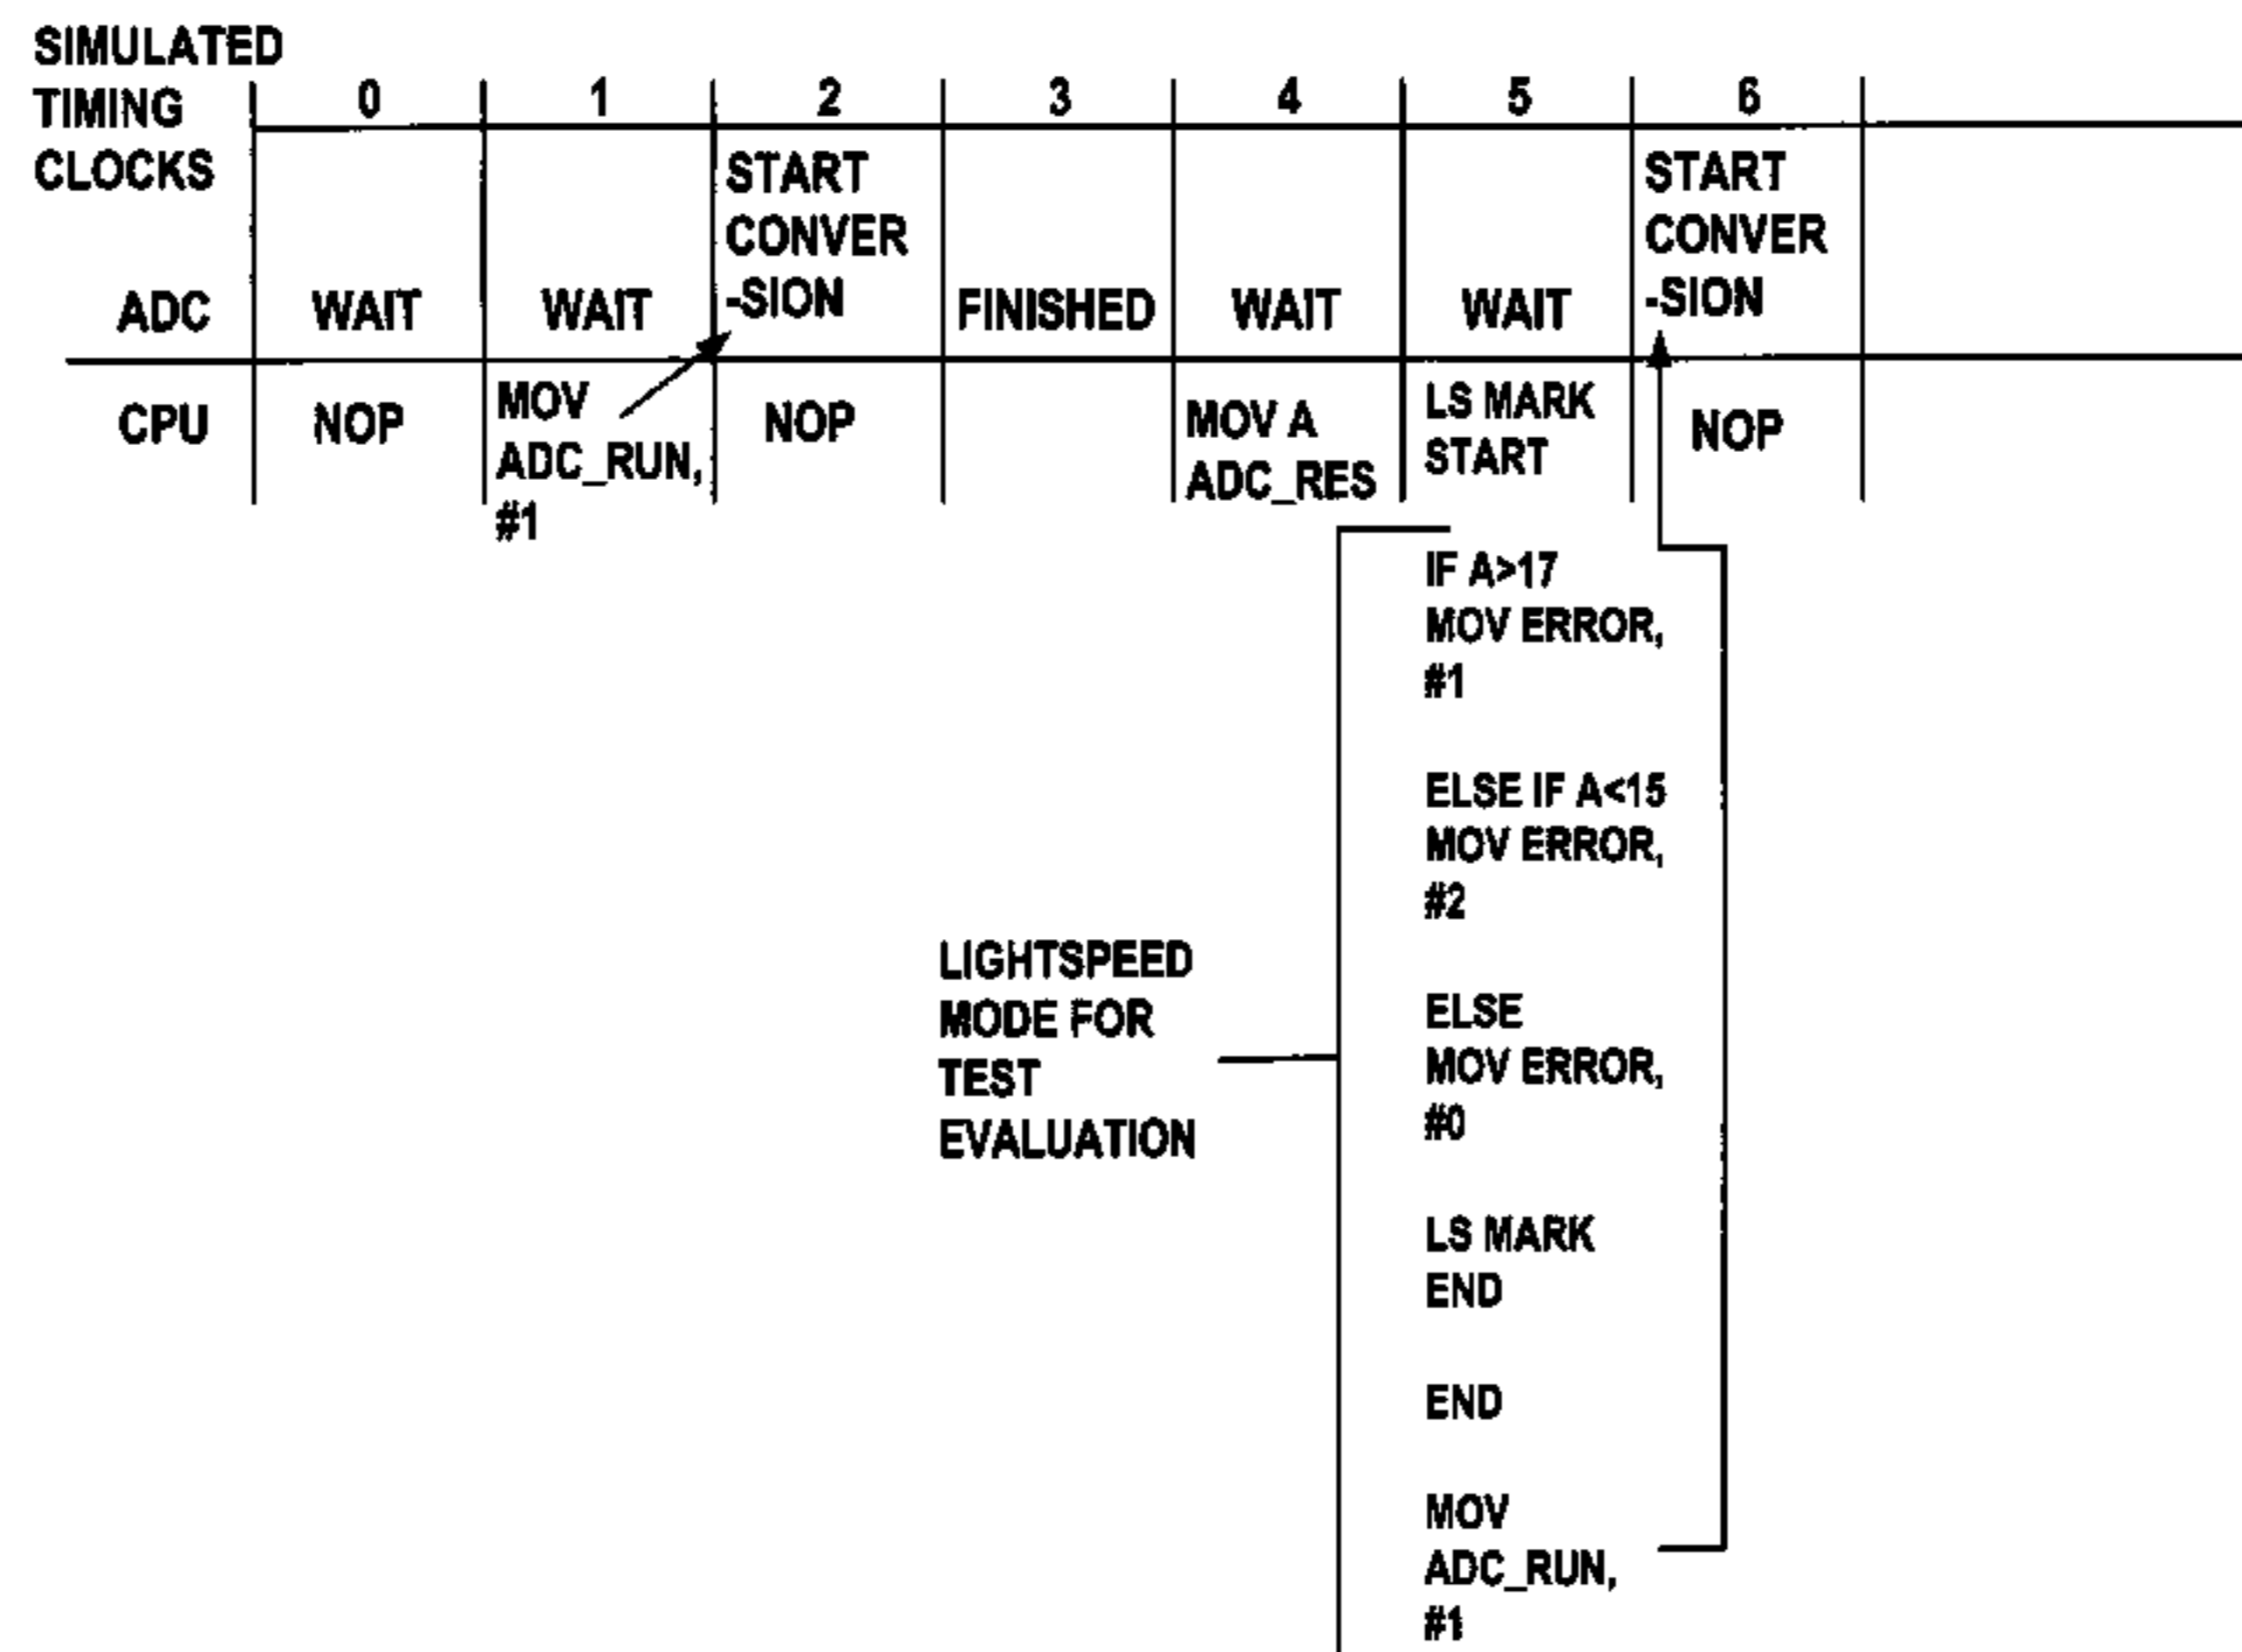 SIMULATED
TIMING
CLOCKS
0 1 2 3 4 5 6
ADC
WAIT
WAIT
START
CONVER
-SION
FINISHED
WAIT
WAIT
START
CONVER
-SION
CPU
NOP
MOV
ADC_RUN,
#1
NOP
MOV A
ADC_RES
LS MARK
START
NOP
IF A>17
MOV ERROR,
#1
ELSE IF A<15
MOV ERROR,
#2
ELSE
MOV ERROR,
#0
LS MARK
END
END
MOV
ADC_RUN,
#1
LIGHTSPEED
MODE FOR
TEST
EVALUATION